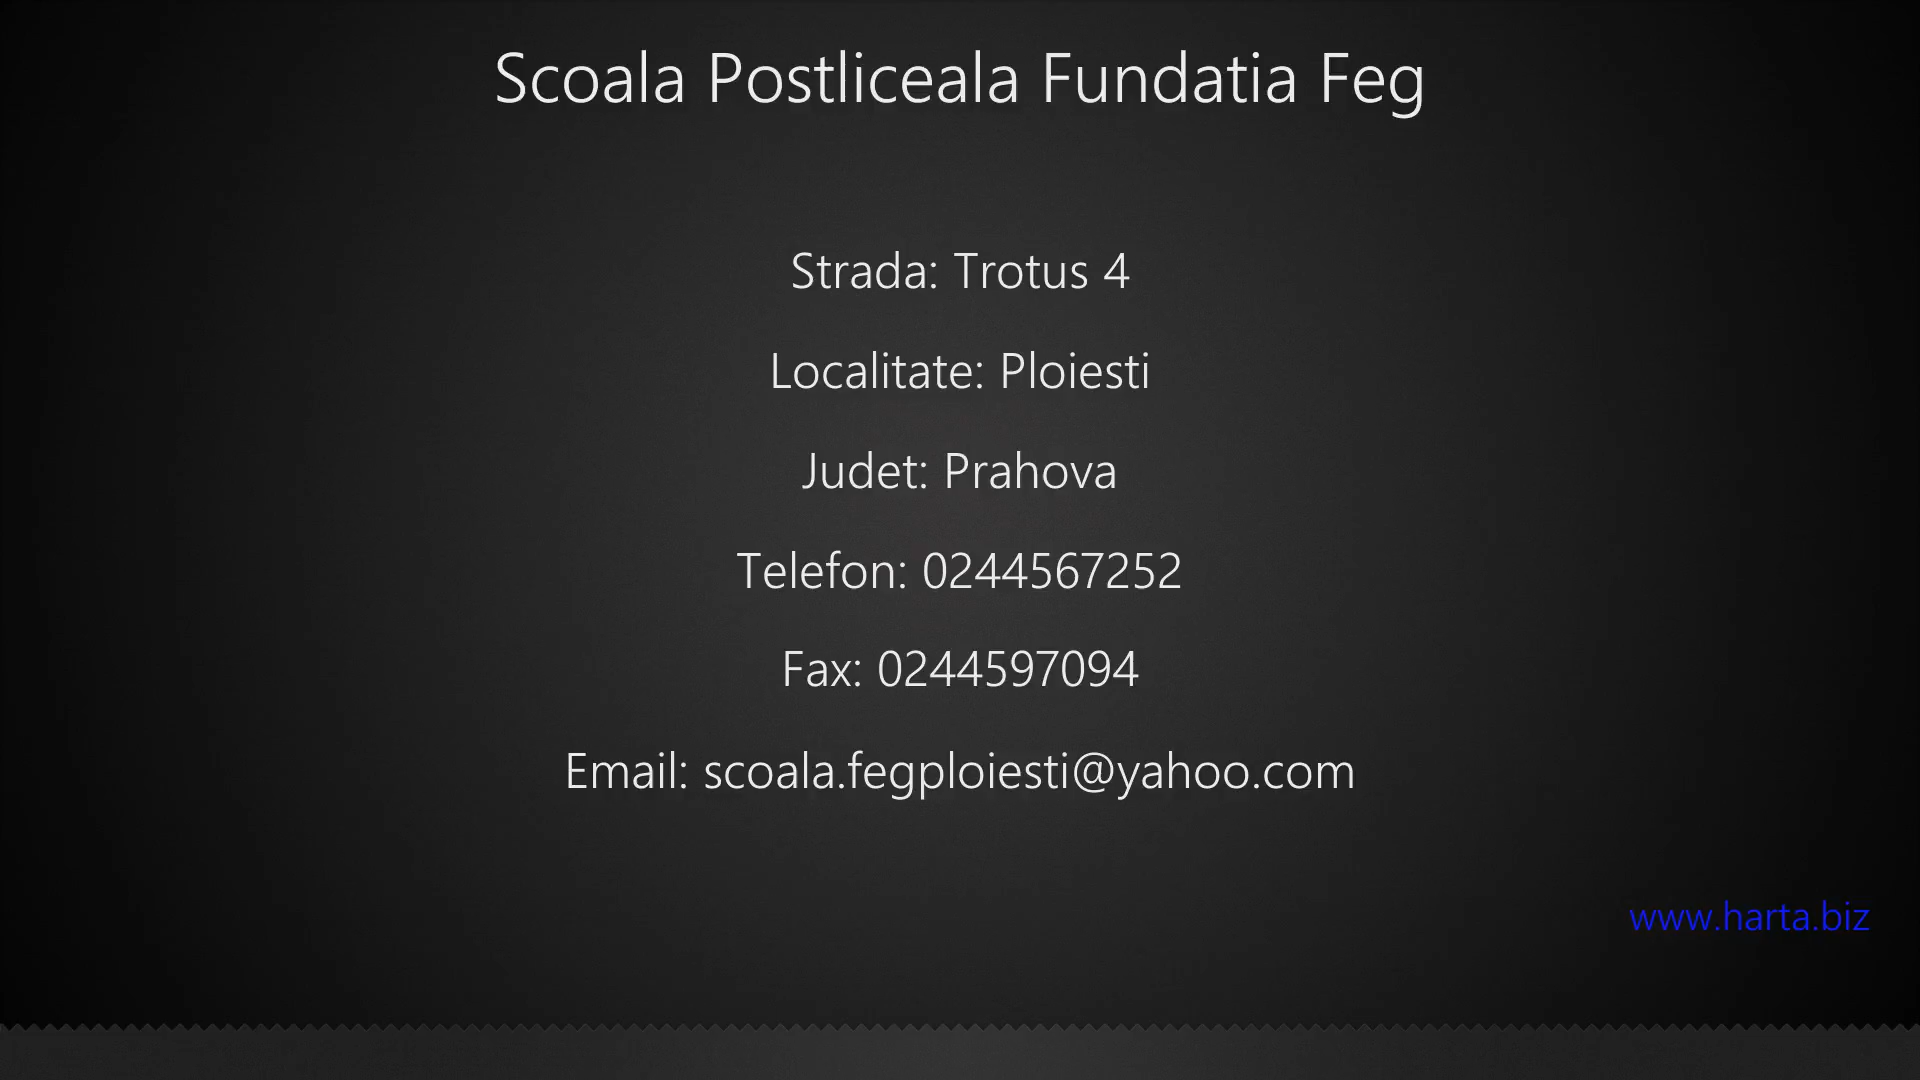 Scoala Postliceala Fundatia Feg
Strada: Trotus 4
Localitate: Ploiesti
Judet: Prahova
Telefon: 0244567252
Fax: 0244597094
Email: scoala.fegploiesti@yahoo.com
www.harta.biz